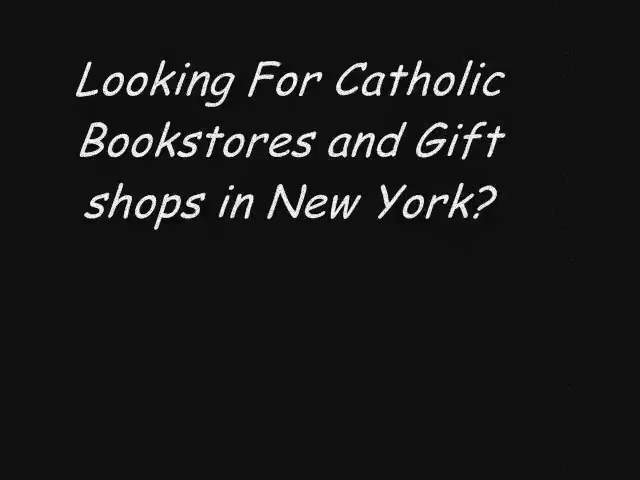 Looking For Catholic
Bookstores and Gift
shops in New York?